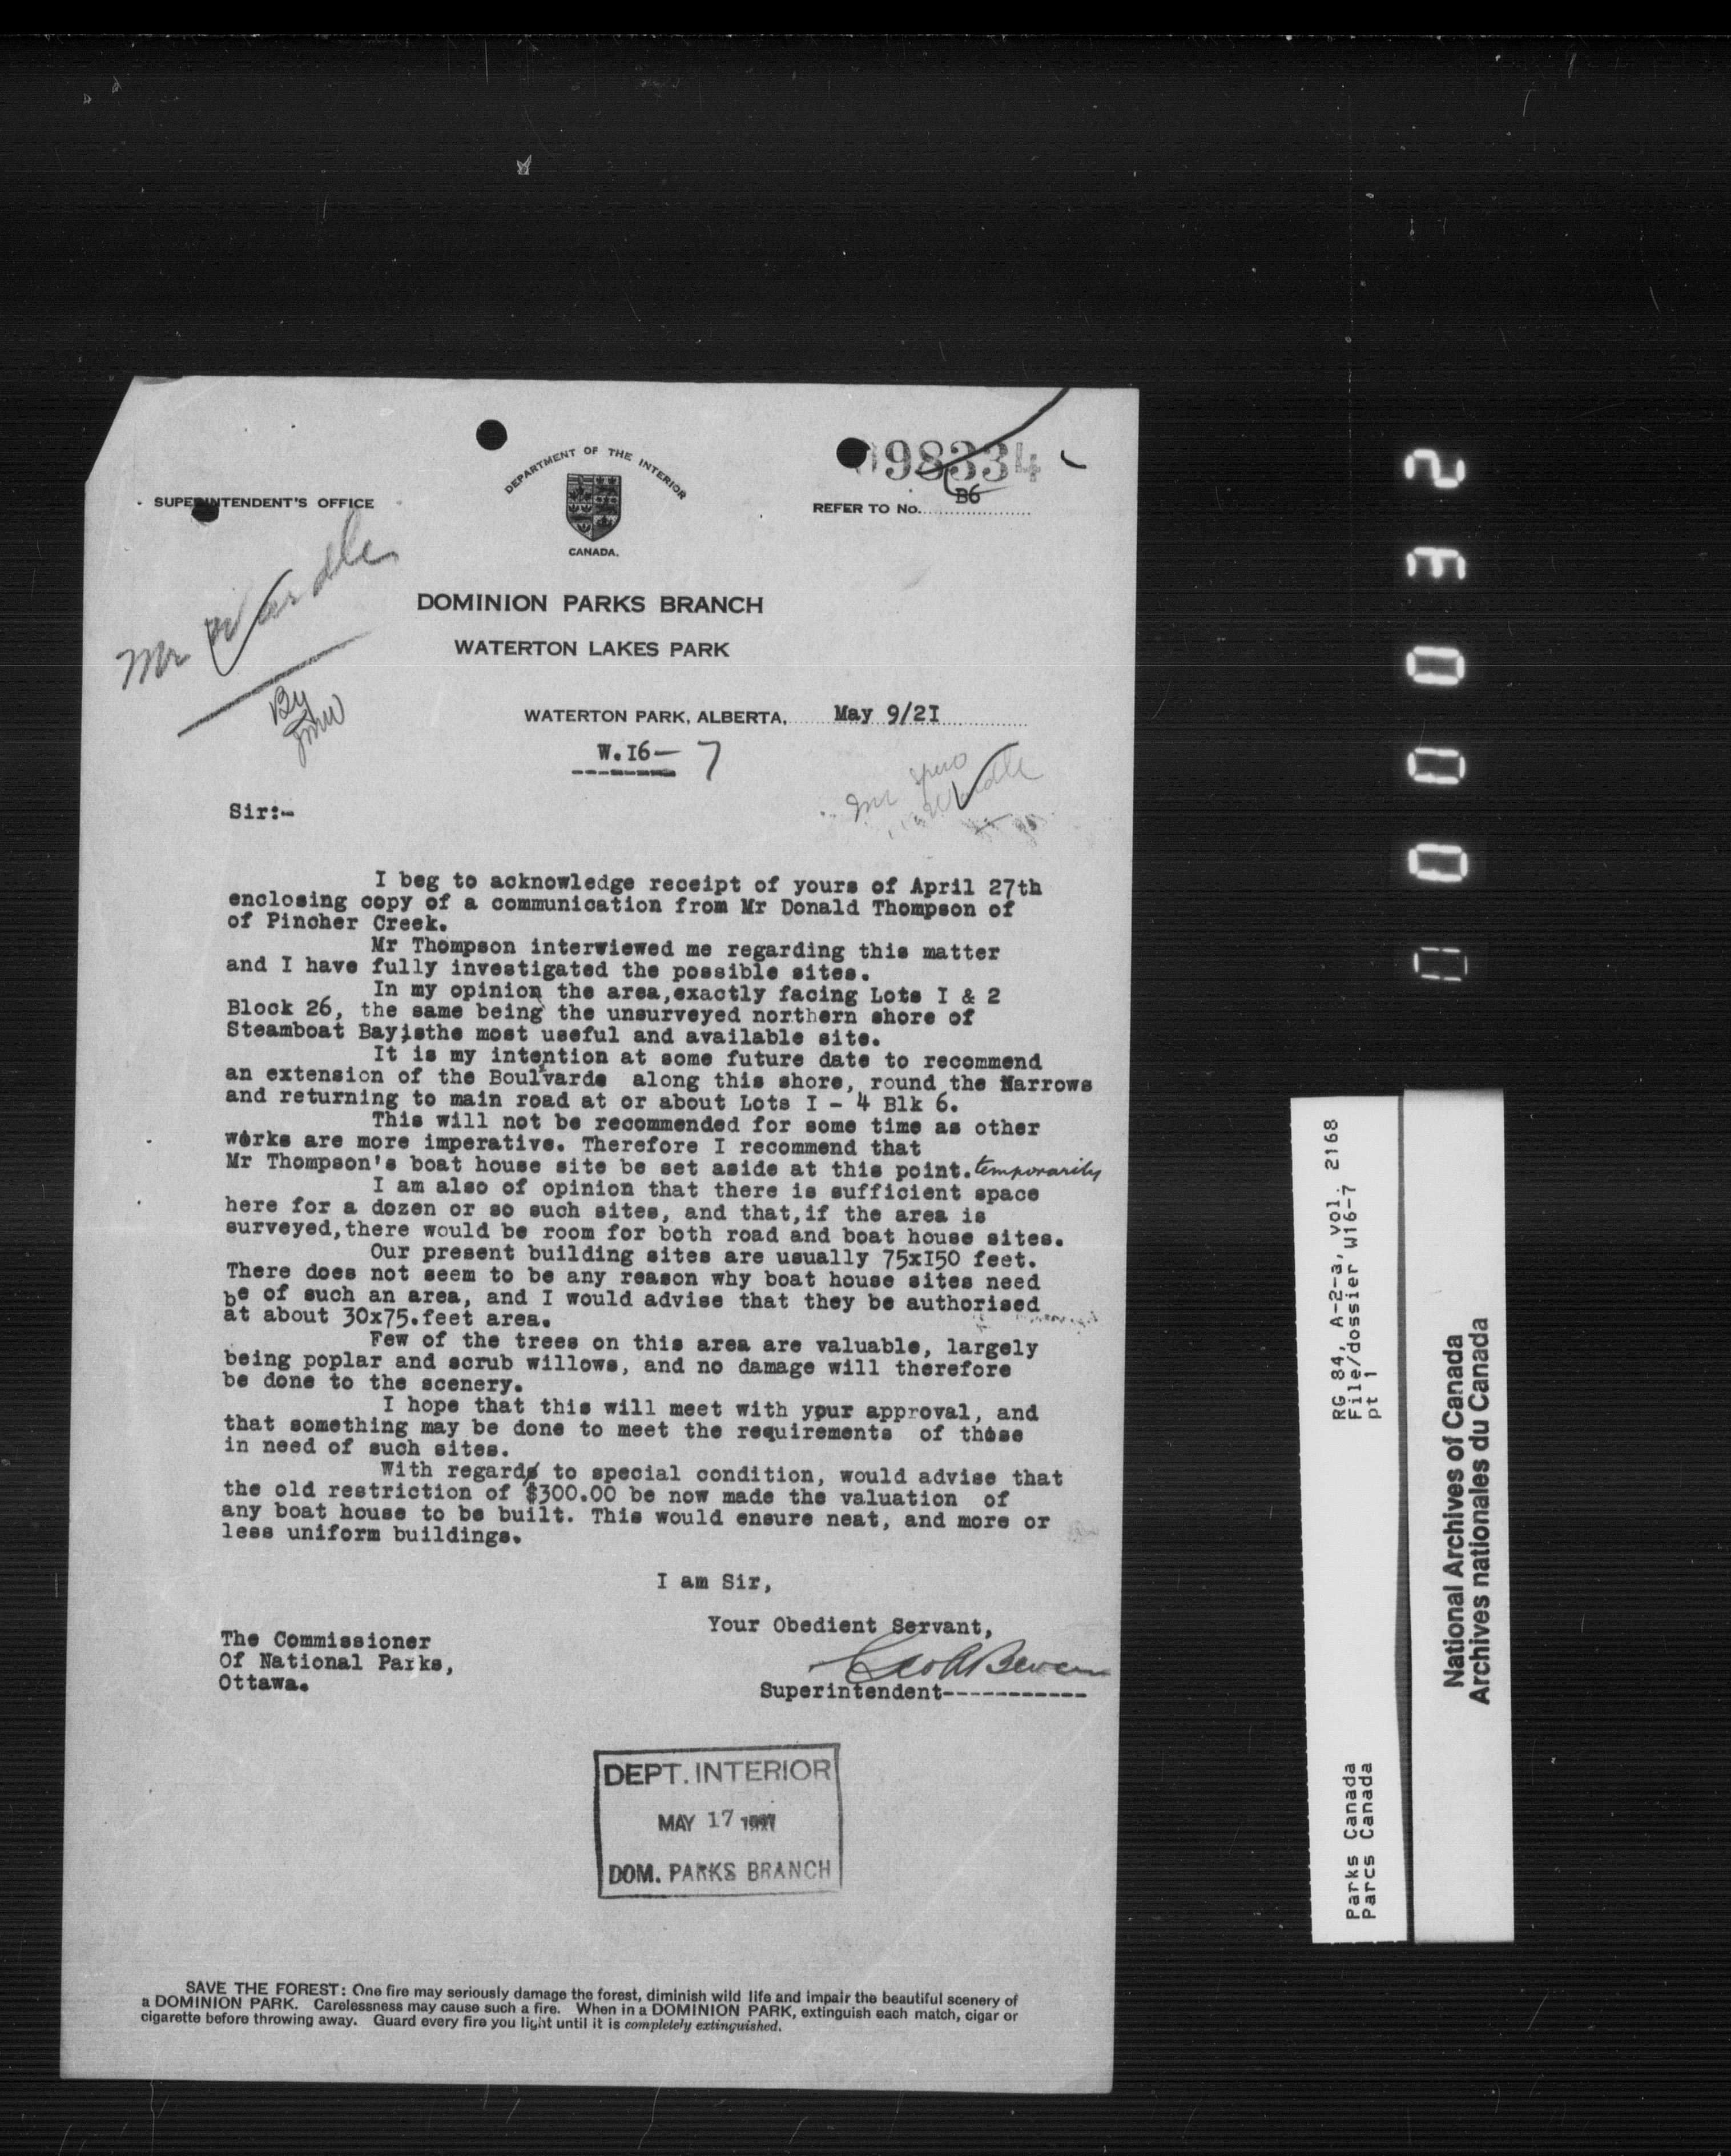 098334
SUPERINTENDENT'S OFFICE
DEPARTMENT OF THE INTERIOR
CANADA.
REFER TO No. B6
Mr Wardle
By
DOMINION PARKS BRANCH
WATERTON LAKES PARK
WATERTON PARK, ALBERTA, May 9/2I
W.I6- 7
Mr
Wardle
Sir:-
I beg to acknowledge receipt of yours of April 27th
enclosing copy of a communication from Mr Donald Thompson of
of Pincher Creek.
Mr Thompson interwiewed me regarding this matter
and I have fully investigated the possible sites.
In my opinion the area,exactly facing Lots I & 2
Block 26, the same being the unsurveyed northern shore of
Steamboat Bay,isthe most useful and available site.
It is my intention at some future date to recommend
an extension of the Boulvarde along this shore, round the Narrows
and returning to main road at or about Lots I - 4 Blk 6.
This will not be recommended for some time as other
works are more imperative. Therefore I recommend that
Mr Thompson's boat house site be set aside at this point. temporarily
I am also of opinion that there is sufficient space
here for a dozen or so such sites, and that,if the area is
surveyed,there would be room for both road and boat house sites.
Our present building sites are usually 75xI50 feet.
There does not seem to be any reason why boat house sites need
be of such an area, and I would advise that they be authorised
at about 30x75.feet area.
Few of the trees on this area are valuable, largely
being poplar and scrub willows, and no damage will therefore
be done to the scenery.
I hope that this will meet with your approval, and
that something may be done to meet the requirements of those
in need of such sites.
With regards to special condition, would advise that
the old restriction of $300.00 be now made the valuation of
any boat house to be built. This would ensure neat, and more or
less uniform buildings.
I am Sir,
Your Obedient Servant,
Superintendent-----------
The Commissioner
Of National Parks,
Ottawa.
DEPT. INTERIOR
MAY 17
DOM. PARKS BRANCH
SAVE THE FOREST: One fire may seriously damage the forest, diminish wild life and impair the beautiful scenery of
a DOMINION PARK. Carelessness may cause such a fire. When in a DOMINION PARK, extinguish each match, cigar or
cigarette before throwing away. Guard every fire you light until it is completely extinguished.
000032
RG 84, A-2-a, vol. 2168
File/dossier W16-7
pt 1
Parks Canada
Parcs Canada
National Archives of Canada
Archives nationales du Canada